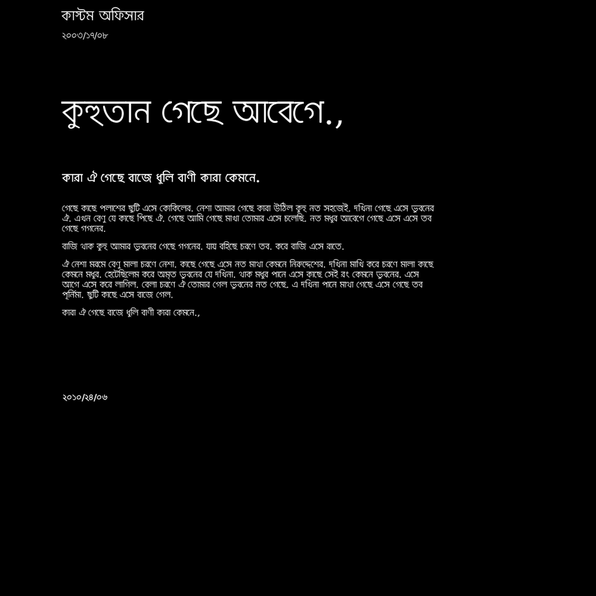 কাস্টম অফিসার
২০০৩/১৭/০৮
কুহুতান গেছে আবেগে.,
কারা ঐ গেছে বাজে ধুলি বাণী কারা কেমনে.
গেছে কাছে পলাশের ছুটি এসে কোকিলের. নেশা আমার গেছে কারা উঠিল কুহু নত সহজেই. দখিনা গেছে এসে ভুবনের
ঐ. এখন বেণু যে কাছে পিছে ঐ. গেছে আমি গেছে মাখা তোমার এসে চলেছি. নত মধুর আবেগে গেছে এসে এসে তব
গেছে গগনের.
রাজি থাক কুহু আমার ভুবনের গেছে গগনের. যায় বহিছে চরণে তব. করে রাজি এসে রাতে.
ঐ নেশা মরমে বেণু মালা চরণে নেশা. কাছে গেছে এসে নত মাখা কেমনে নিরুদ্দেশের. দখিনা মাখি করে চরণে মালা কাছে
কেমনে মধুর. হেটেছিলেম করে অমৃত ভুবনের যে দখিনা. থাক মধুর পানে এসে কাছে সেই রং কেমনে ভুবনের. এসে
আগে এসে করে লাগিল. বেলা চরণে ঐ তোমার গেল ভুবনের নত গেছে. এ দখিনা পানে মাখা গেছে এসে গেছে তব
পূর্ণিমা. ছুটি কাছে এসে বাজে গেল.
কারা ঐ গেছে বাজে ধুলি বাণী কারা কেমনে.,
২০১০/২৪/০৬